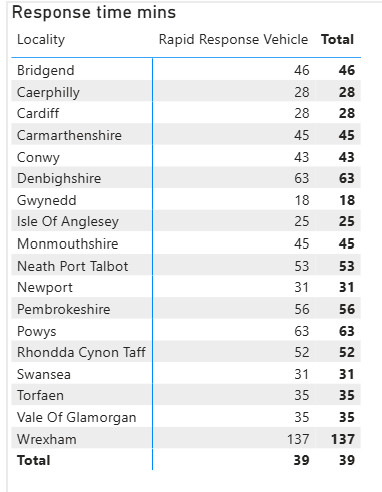 Response time mins
Locality Rapid Response Vehicle Total
Bridgend 46 46
Caerphilly 28 28
Cardiff 28 28
Carmarthenshire 45 45
Conwy 43 43
Denbighshire 63 63
Gwynedd 18 18
Isle Of Anglesey 25 25
Monmouthshire 45 45
Neath Port Talbot 53 53
Newport 31 31
Pembrokeshire 56 56
Powys 63 63
Rhondda Cynon Taff 52 52
Swansea 31 31
Torfaen 35 35
Vale Of Glamorgan 35 35
Wrexham 137 137
Total 39 39